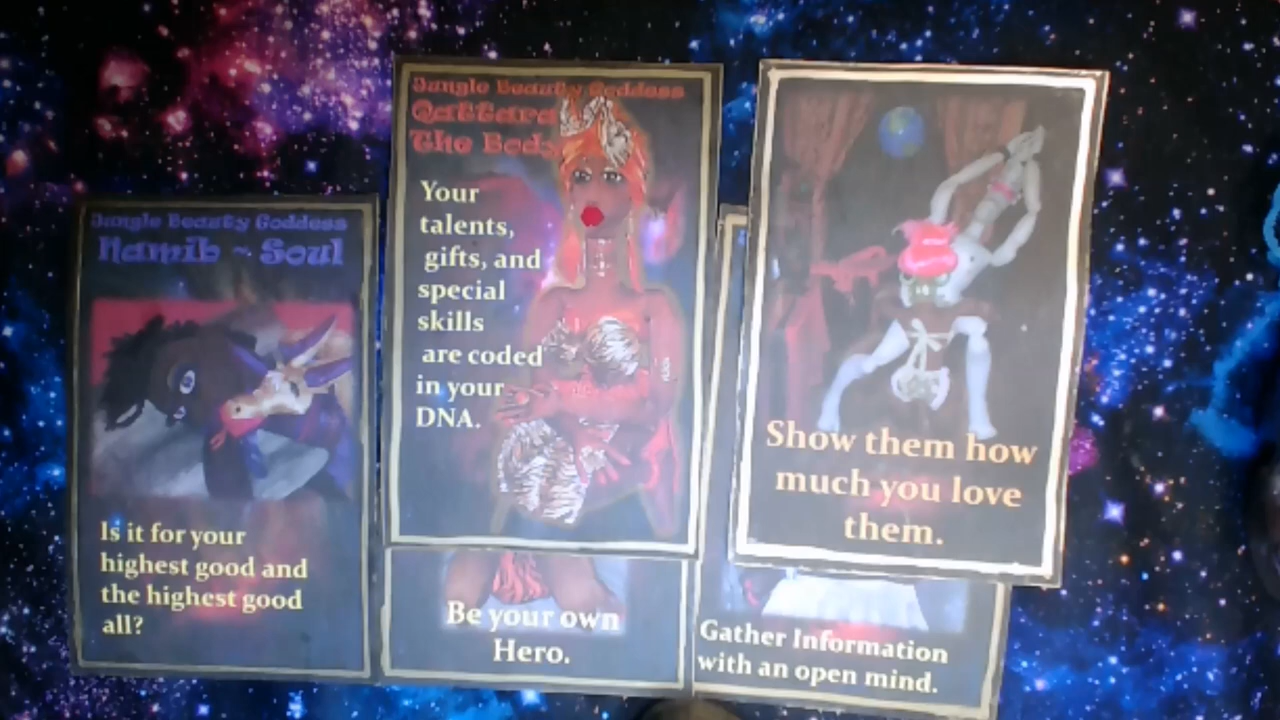 Jungle Beauty Goddess
Namib ~ Soul
Is it for your
highest good and
the highest good
all?
Jungle Beauty Goddess
Qattara
The Body
Your
talents,
gifts, and
special
skills
are coded
in your
DNA.
Be your own
Hero.
Show them how
much you love
them.
Gather Information
with an open mind.